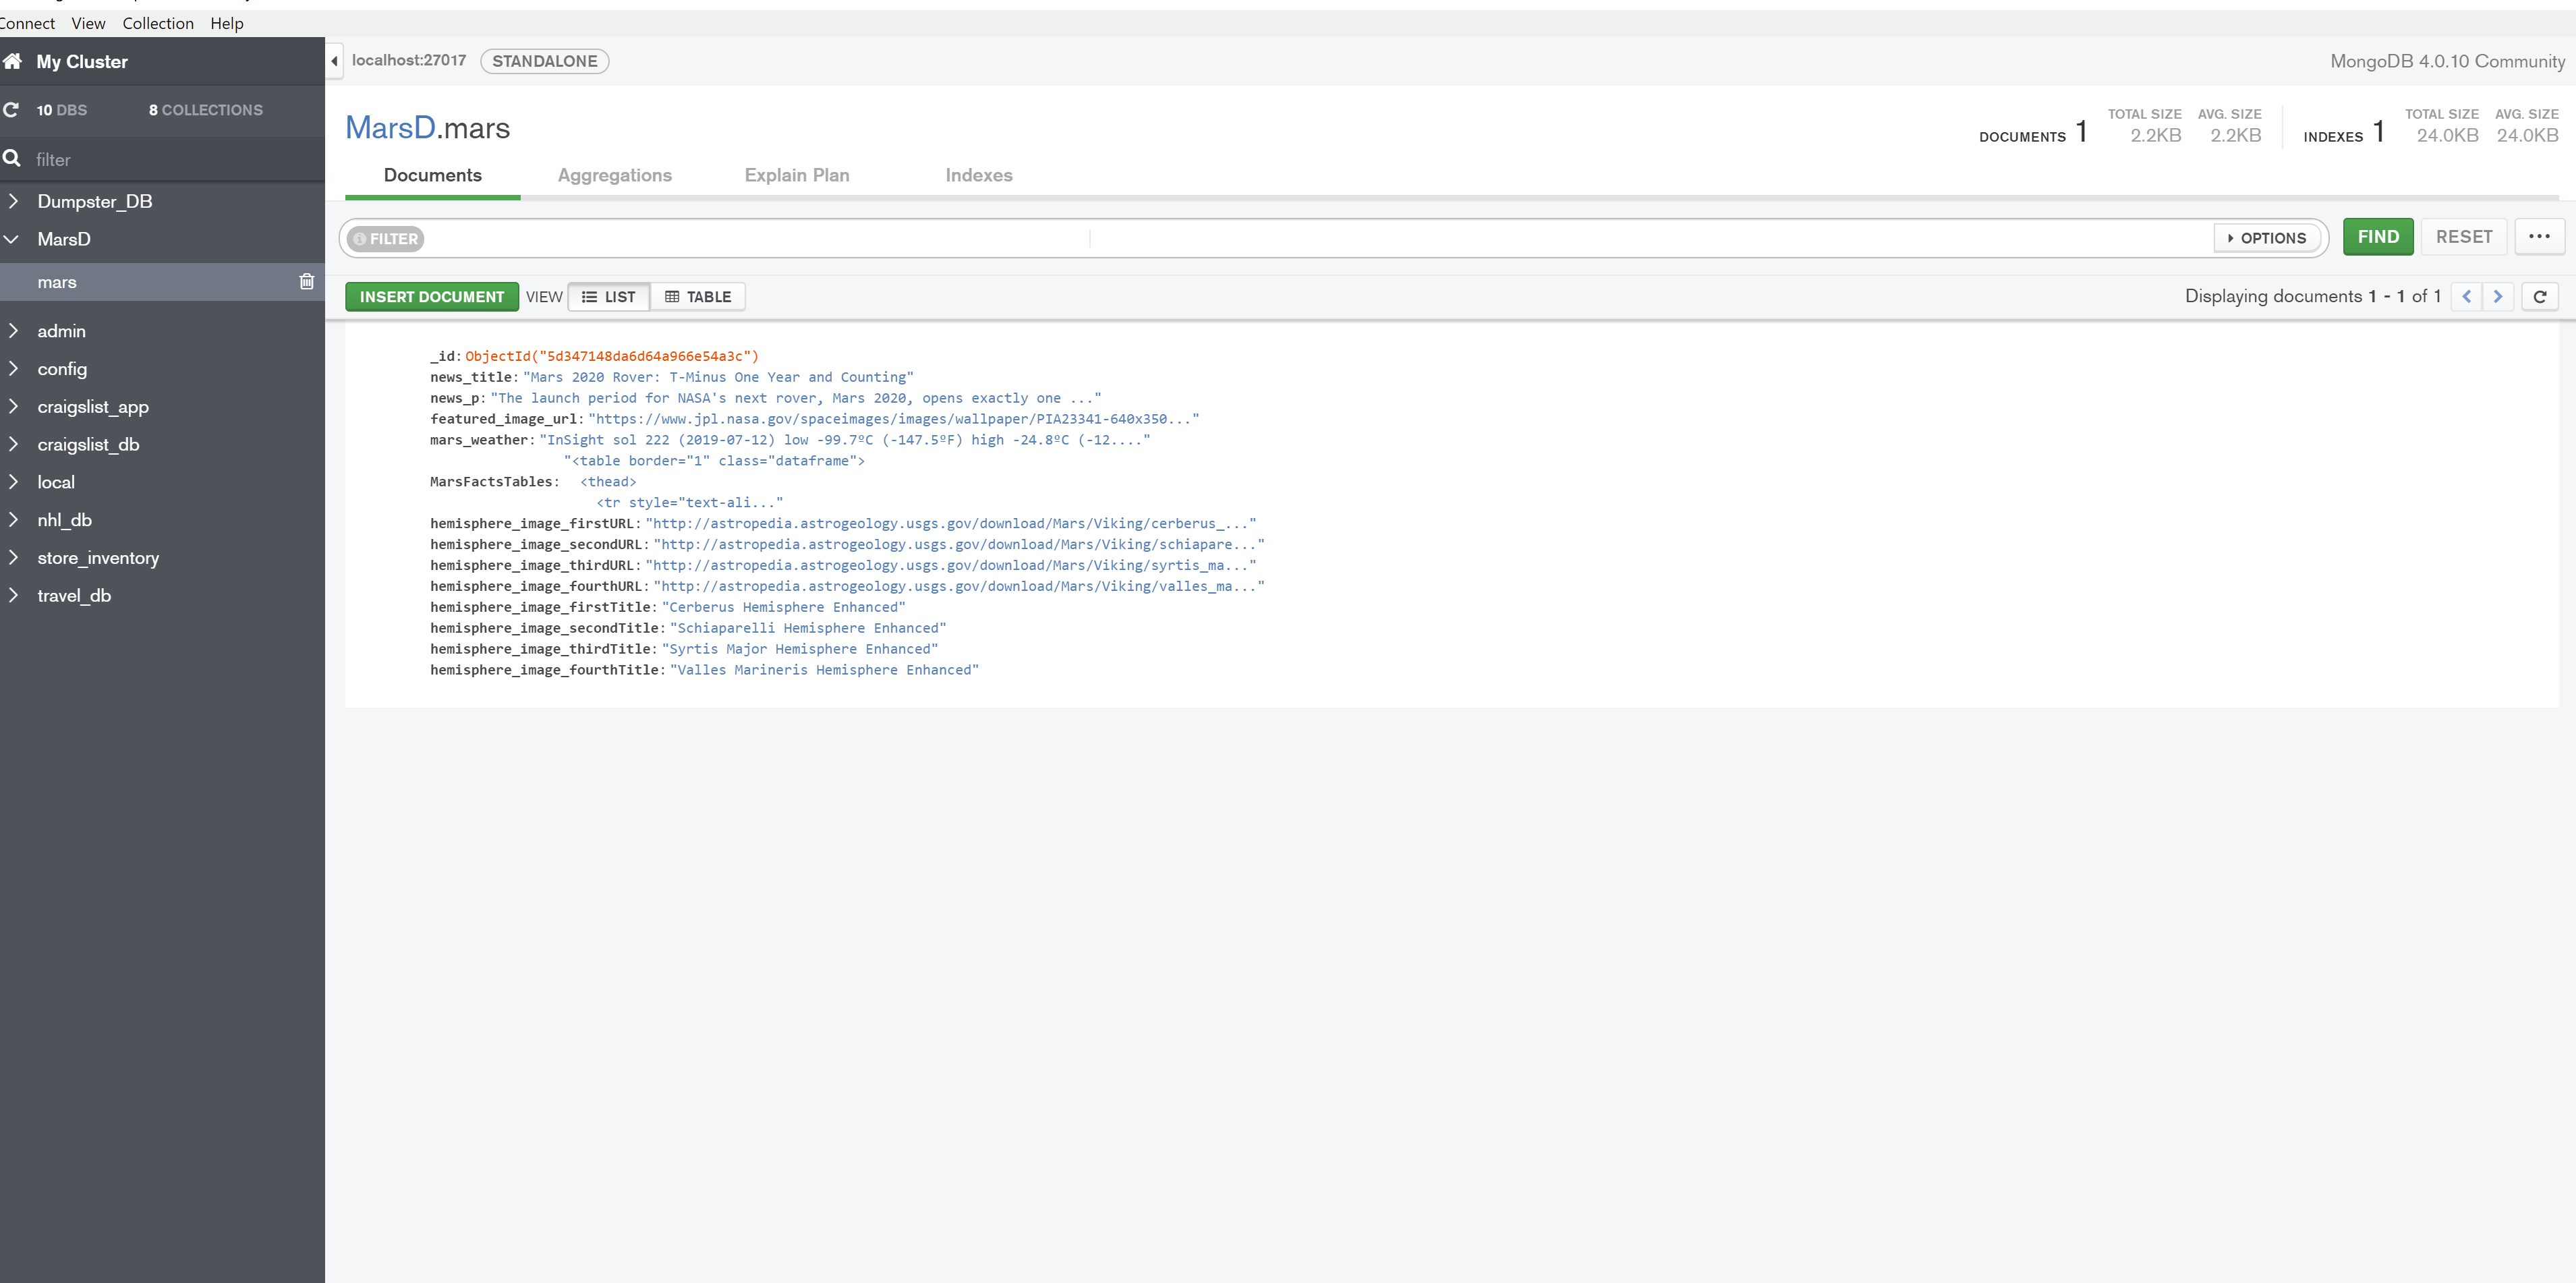 Connect View Collection Help
My Cluster
10 DBS 8 COLLECTIONS
filter
Dumpster_DB
MarsD
mars
admin
config
craigslist_app
craigslist_db
local
nhl_db
store_inventory
travel_db
localhost:27017 STANDALONE
MongoDB 4.0.10 Community
MarsD.mars
DOCUMENTS 1 TOTAL SIZE 2.2KB AVG. SIZE 2.2KB INDEXES 1 TOTAL SIZE 24.0KB AVG. SIZE 24.0KB
Documents Aggregations Explain Plan Indexes
FILTER OPTIONS FIND RESET ...
INSERT DOCUMENT VIEW LIST TABLE Displaying documents 1 - 1 of 1
_id: ObjectId("5d347148da6d64a966e54a3c")
news_title: "Mars 2020 Rover: T-Minus One Year and Counting"
news_p: "The launch period for NASA's next rover, Mars 2020, opens exactly one ..."
featured_image_url: "https://www.jpl.nasa.gov/spaceimages/images/wallpaper/PIA23341-640x350..."
mars_weather: "InSight sol 222 (2019-07-12) low -99.7ºC (-147.5ºF) high -24.8ºC (-12...."
"<table border="1" class="dataframe">
MarsFactsTables: <thead>
<tr style="text-ali..."
hemisphere_image_firstURL: "http://astropedia.astrogeology.usgs.gov/download/Mars/Viking/cerberus_..."
hemisphere_image_secondURL: "http://astropedia.astrogeology.usgs.gov/download/Mars/Viking/schiapare..."
hemisphere_image_thirdURL: "http://astropedia.astrogeology.usgs.gov/download/Mars/Viking/syrtis_ma..."
hemisphere_image_fourthURL: "http://astropedia.astrogeology.usgs.gov/download/Mars/Viking/valles_ma..."
hemisphere_image_firstTitle: "Cerberus Hemisphere Enhanced"
hemisphere_image_secondTitle: "Schiaparelli Hemisphere Enhanced"
hemisphere_image_thirdTitle: "Syrtis Major Hemisphere Enhanced"
hemisphere_image_fourthTitle: "Valles Marineris Hemisphere Enhanced"